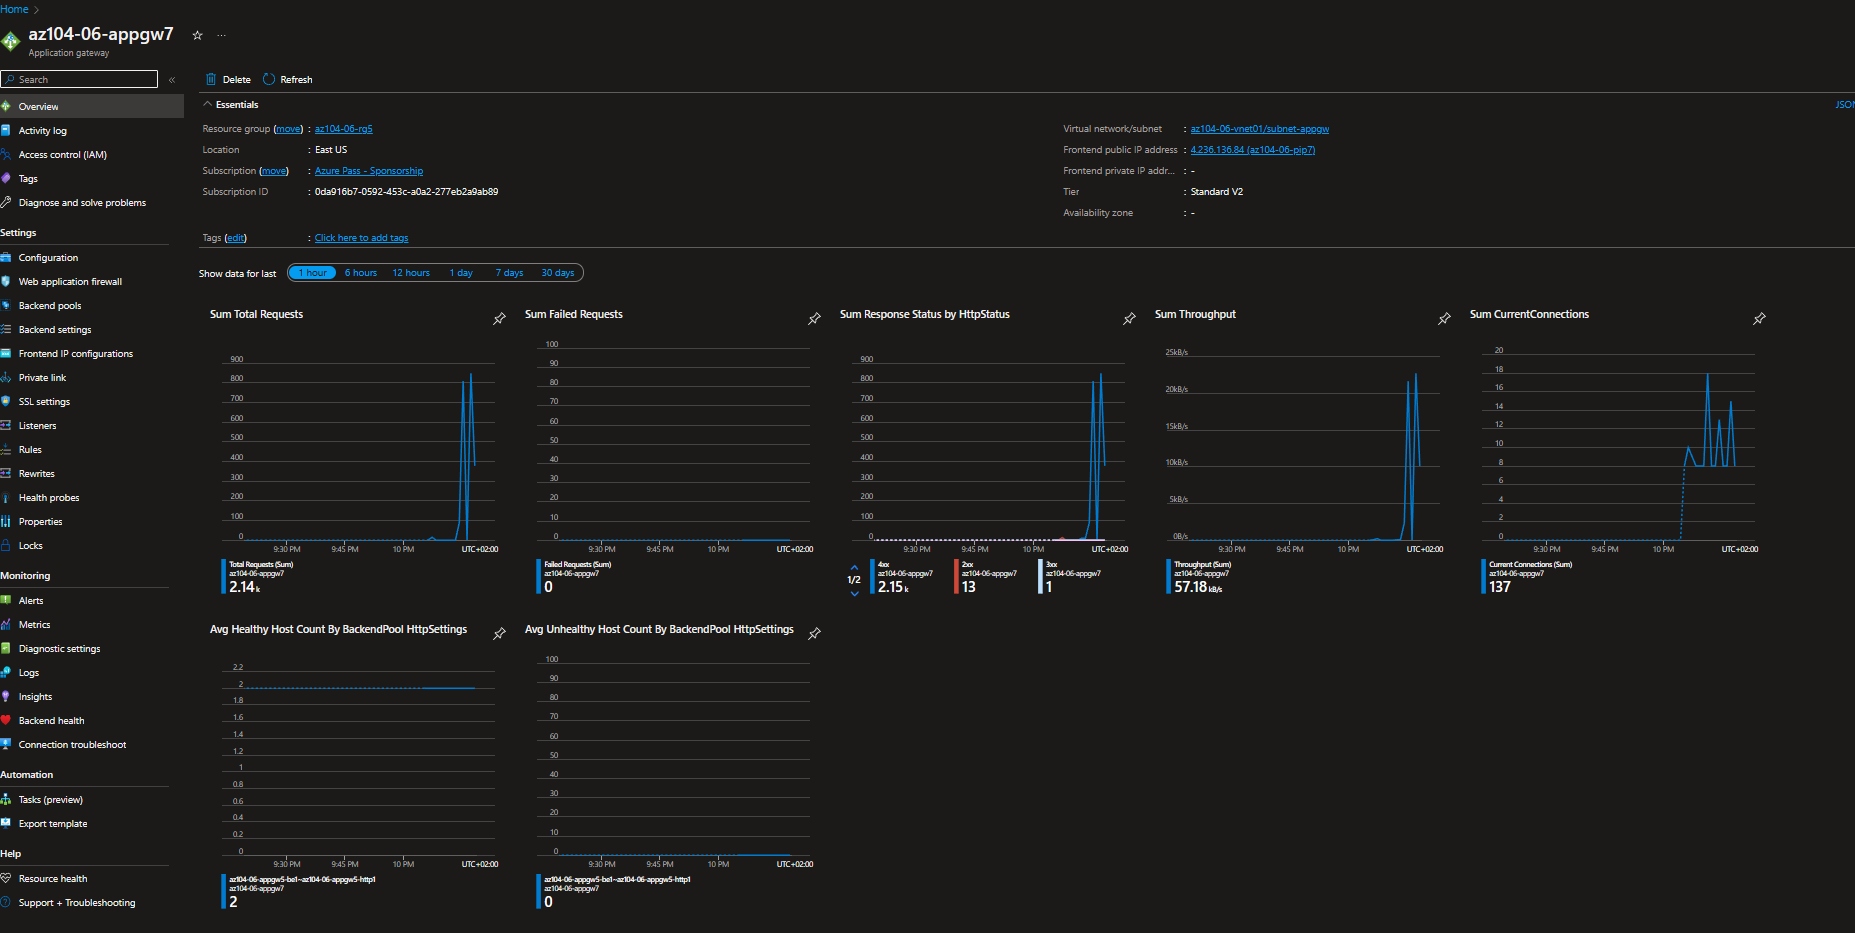 Home >
az104-06-appgw7 ☆ ...
Application gateway
Search «
Overview
Activity log
Access control (IAM)
Tags
Diagnose and solve problems
Settings
Configuration
Web application firewall
Backend pools
Backend settings
Frontend IP configurations
Private link
SSL settings
Listeners
Rules
Rewrites
Health probes
Properties
Locks
Monitoring
Alerts
Metrics
Diagnostic settings
Logs
Insights
Backend health
Connection troubleshoot
Automation
Tasks (preview)
Export template
Help
Resource health
Support + Troubleshooting
Delete Refresh
Essentials
JSON
Resource group (move) : az104-06-rg5
Location : East US
Subscription (move) : Azure Pass - Sponsorship
Subscription ID : 0da916b7-0592-453c-a0a2-277eb2a9ab89
Virtual network/subnet : az104-06-vnet01/subnet-appgw
Frontend public IP address : 4.236.136.84 (az104-06-pip7)
Frontend private IP addr... : -
Tier : Standard V2
Availability zone : -
Tags (edit) : Click here to add tags
Show data for last 1 hour 6 hours 12 hours 1 day 7 days 30 days
Sum Total Requests
900
800
700
600
500
400
300
200
100
0
9:30 PM 9:45 PM 10 PM UTC+02:00
Total Requests (Sum)
az104-06-appgw7
2.14 k
Sum Failed Requests
100
90
80
70
60
50
40
30
20
10
0
9:30 PM 9:45 PM 10 PM UTC+02:00
Failed Requests (Sum)
az104-06-appgw7
0
Sum Response Status by HttpStatus
900
800
700
600
500
400
300
200
100
0
9:30 PM 9:45 PM 10 PM UTC+02:00
1/2
4xx
az104-06-appgw7
2.15 k
2xx
az104-06-appgw7
13
3xx
az104-06-appgw7
1
Sum Throughput
25kB/s
20kB/s
15kB/s
10kB/s
5kB/s
0B/s
9:30 PM 9:45 PM 10 PM UTC+02:00
Throughput (Sum)
az104-06-appgw7
57.18 kB/s
Sum CurrentConnections
20
18
16
14
12
10
8
6
4
2
0
9:30 PM 9:45 PM 10 PM UTC+02:00
Current Connections (Sum)
az104-06-appgw7
137
Avg Healthy Host Count By BackendPool HttpSettings
2.2
2
1.8
1.6
1.4
1.2
1
0.8
0.6
0.4
0.2
0
9:30 PM 9:45 PM 10 PM UTC+02:00
az104-06-appgw5-be1~az104-06-appgw5-http1
az104-06-appgw7
2
Avg Unhealthy Host Count By BackendPool HttpSettings
100
90
80
70
60
50
40
30
20
10
0
9:30 PM 9:45 PM 10 PM UTC+02:00
az104-06-appgw5-be1~az104-06-appgw5-http1
az104-06-appgw7
0